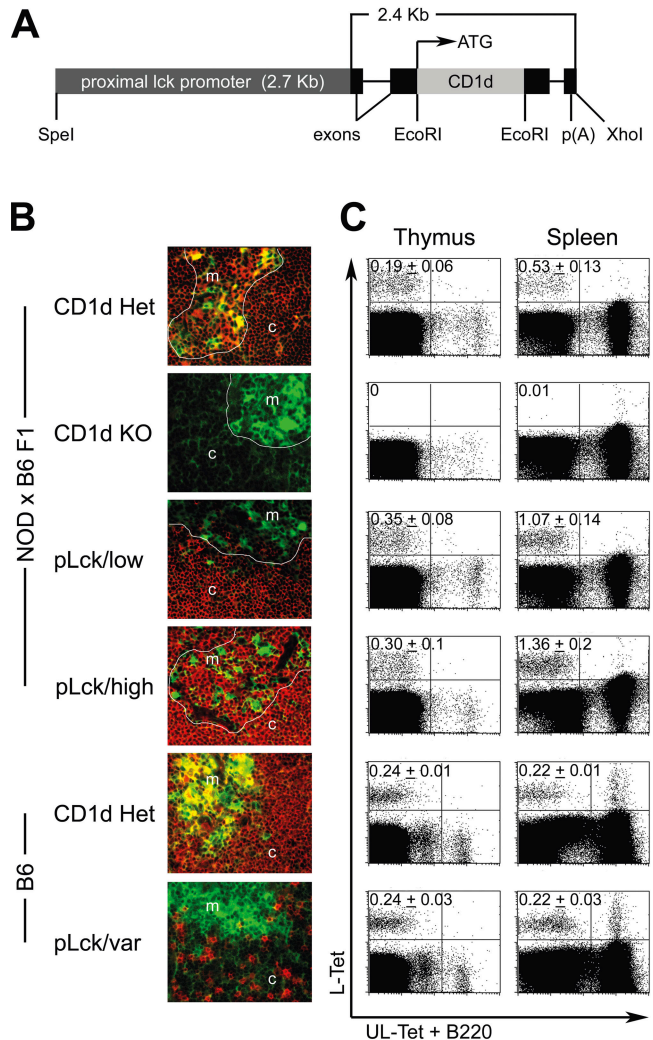 A
2.4 Kb
ATG
proximal lck promoter (2.7 Kb)
CD1d
SpeI
exons
EcoRI
EcoRI
p(A)
XhoI
B
C
Thymus
Spleen
NOD x B6 F1
CD1d Het
m
c
0.19 ± 0.06
0.53 ± 0.13
CD1d KO
m
c
0
0.01
pLck/low
m
c
0.35 ± 0.08
1.07 ± 0.14
pLck/high
m
c
0.30 ± 0.1
1.36 ± 0.2
B6
CD1d Het
m
c
0.24 ± 0.01
0.22 ± 0.01
pLck/var
m
c
0.24 ± 0.03
0.22 ± 0.03
L-Tet
UL-Tet + B220